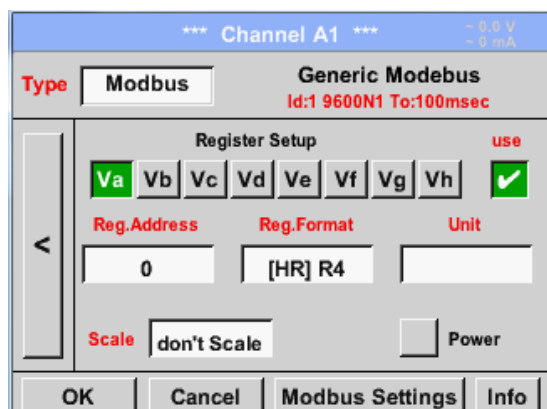 *** Channel A1 ***
~ 0.0 V
~ 0 mA
Type Modbus
Generic Modebus
Id:1 9600N1 To:100msec
Register Setup
use
Va Vb Vc Vd Ve Vf Vg Vh ✔
<
Reg.Address Reg.Format Unit
0 [HR] R4
Scale don't Scale Power
OK Cancel Modbus Settings Info